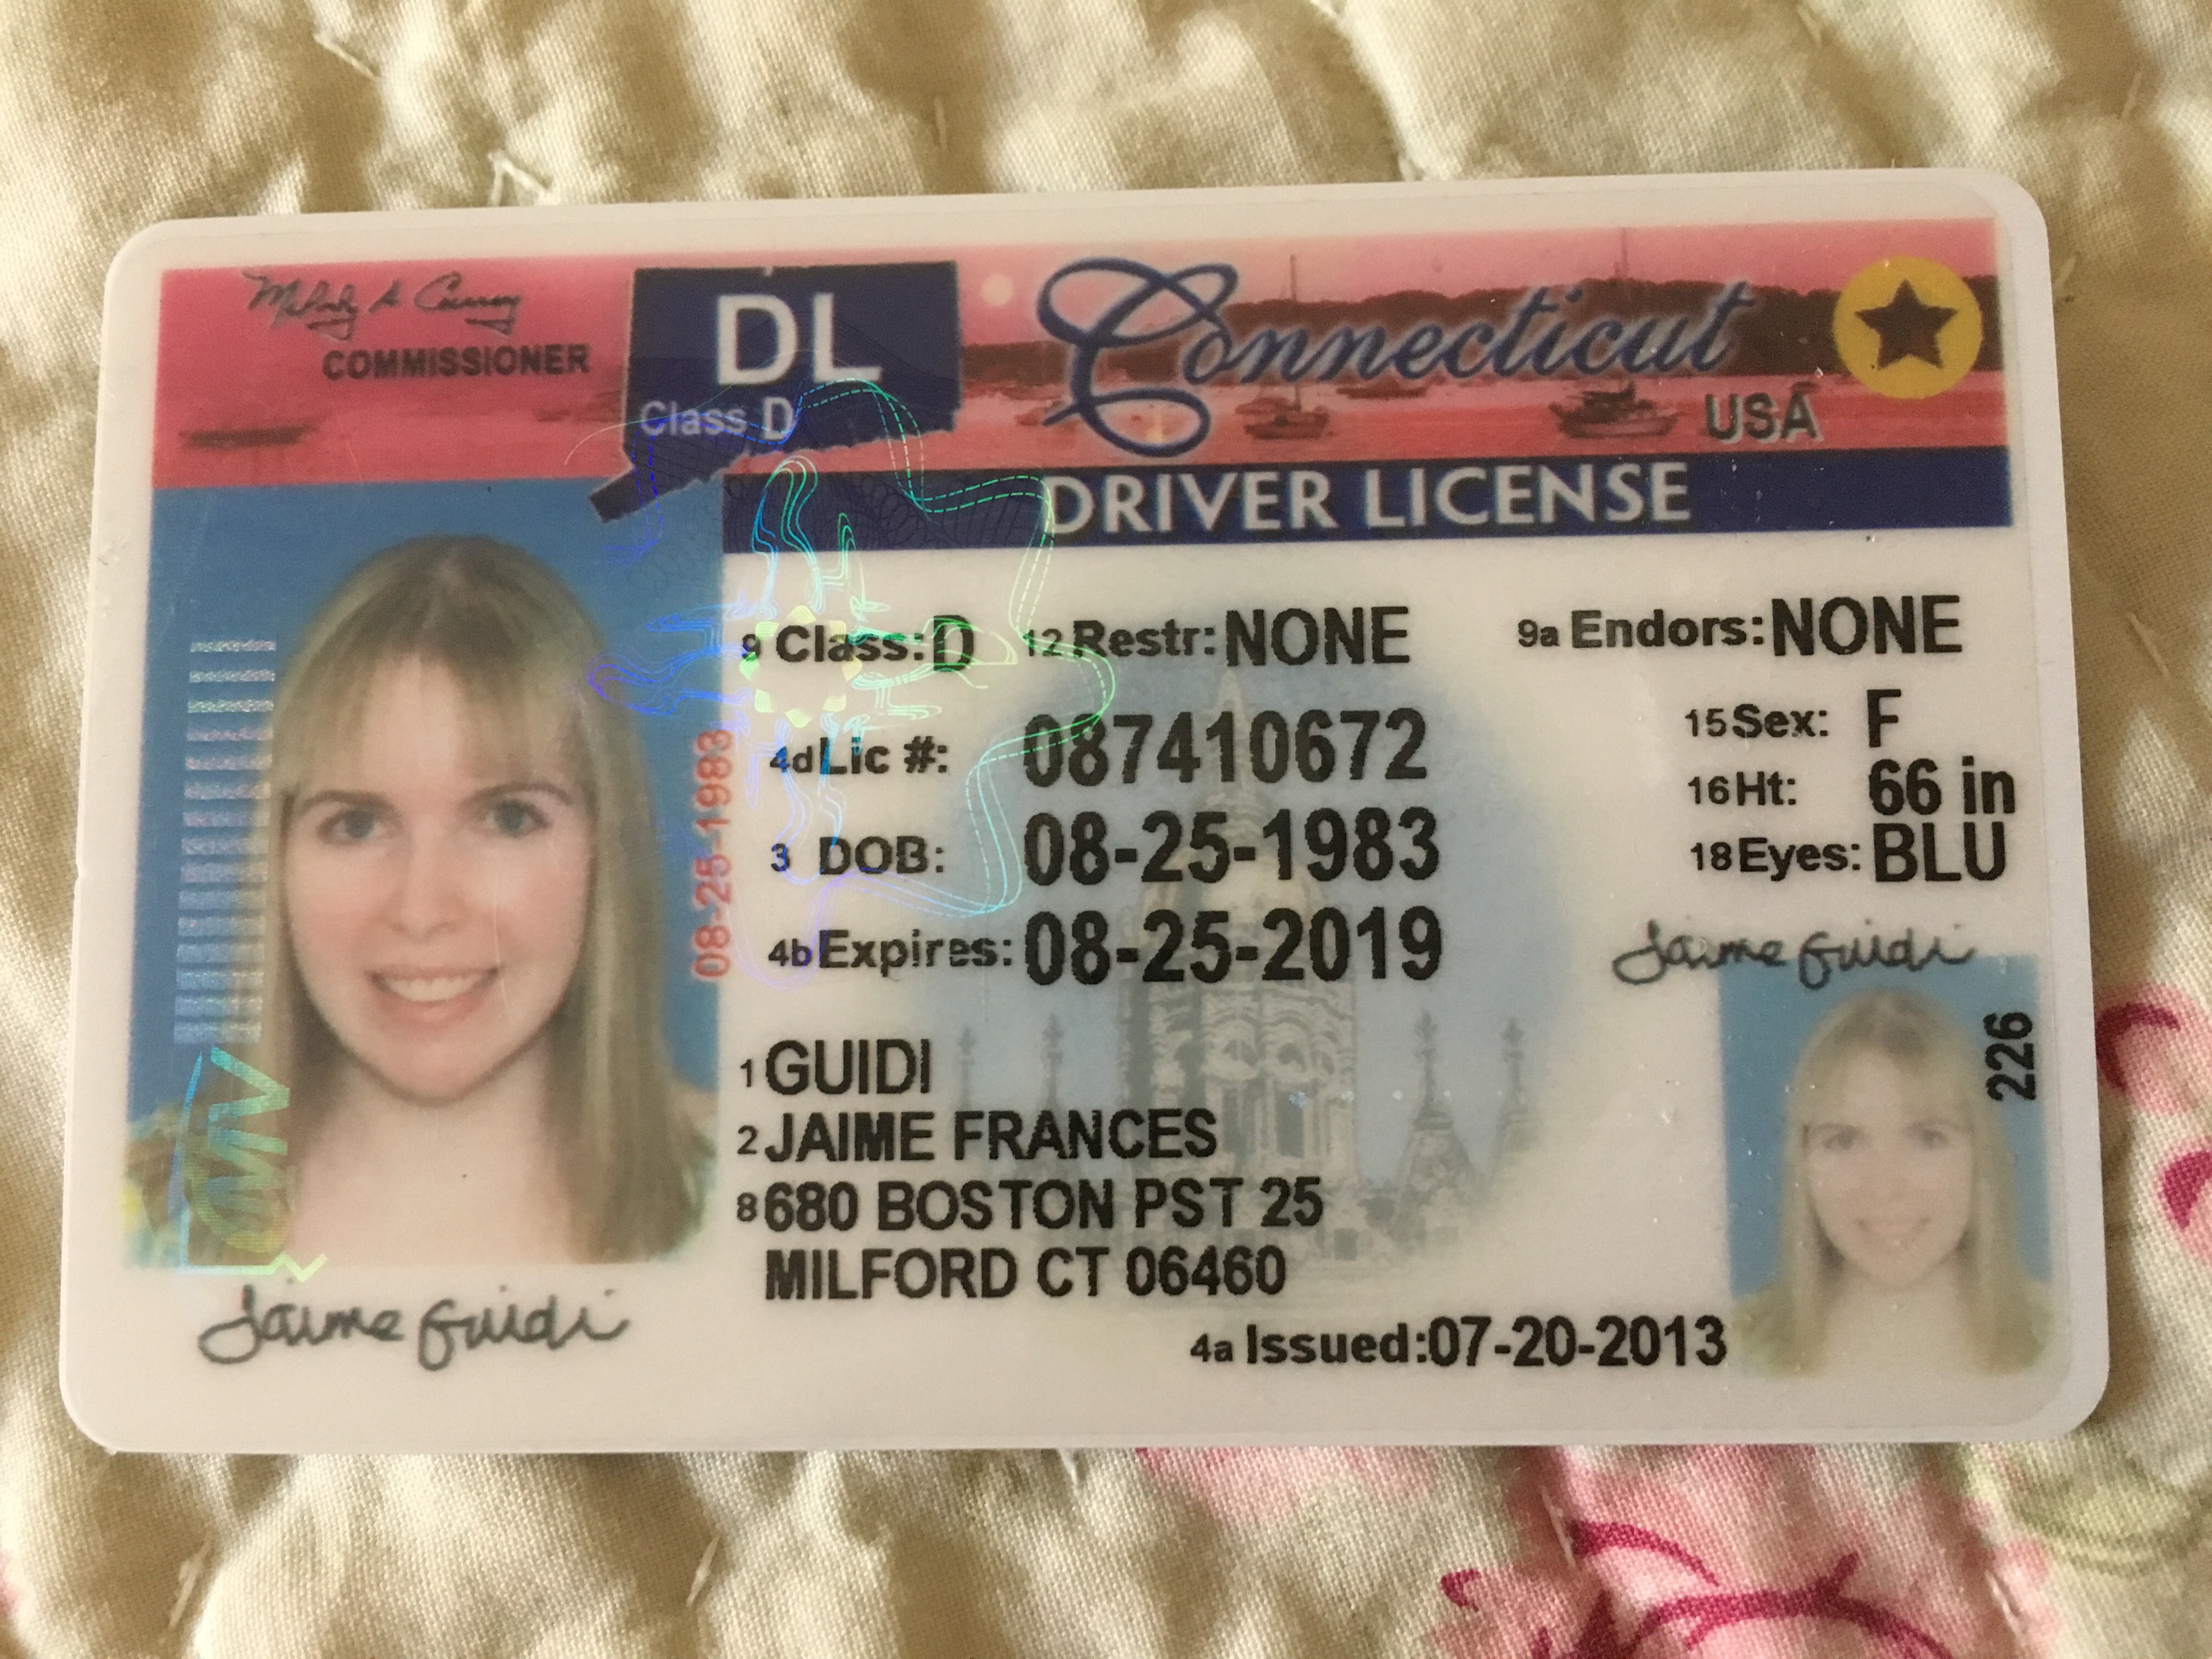 Melody A Currey
COMMISSIONER
DL
Class D
Connecticut
USA
DRIVER LICENSE
9 Class: D 12 Restr: NONE 9a Endors: NONE
4d Lic #: 087410672
15 Sex: F
16 Ht: 66 in
3 DOB: 08-25-1983
18 Eyes: BLU
4b Expires: 08-25-2019
08-25-1983
Jaime Guidi
226
1 GUIDI
2 JAIME FRANCES
8 680 BOSTON PST 25
MILFORD CT 06460
4a Issued: 07-20-2013
Jaime Guidi